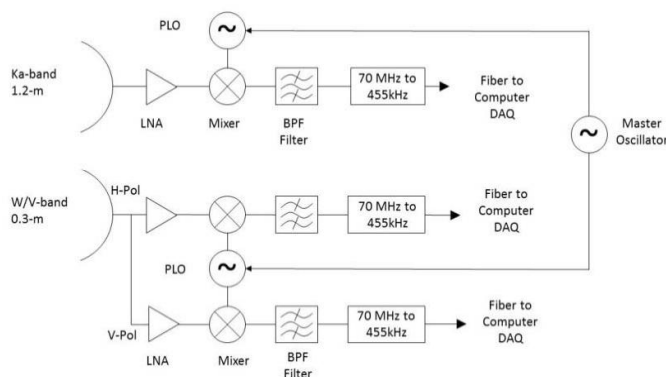 PLO
Ka-band
1.2-m
LNA
Mixer
BPF
Filter
70 MHz to
455kHz
Fiber to
Computer
DAQ
Master
Oscillator
W/V-band
0.3-m
H-Pol
70 MHz to
455kHz
Fiber to
Computer
DAQ
PLO
V-Pol
LNA
Mixer
BPF
Filter
70 MHz to
455kHz
Fiber to
Computer
DAQ